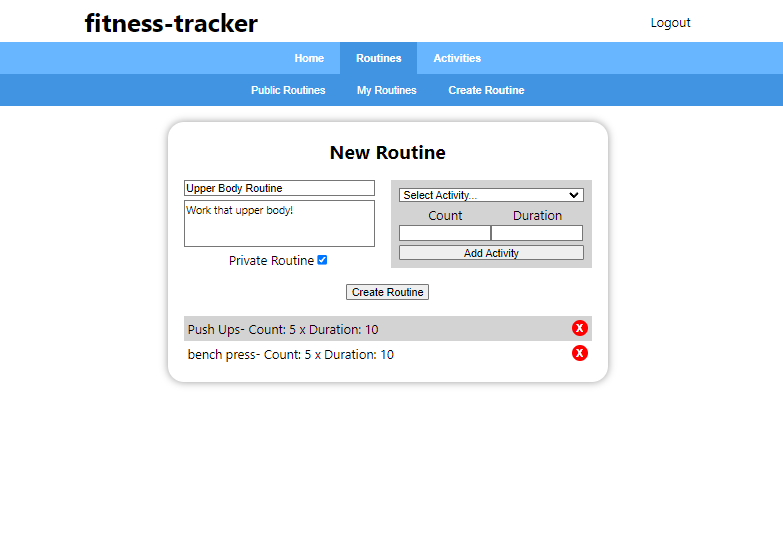 fitness-tracker
Logout
Home Routines Activities
Public Routines My Routines Create Routine
New Routine
Upper Body Routine
Work that upper body!
Private Routine
Select Activity...
Count Duration
Add Activity
Create Routine
Push Ups- Count: 5 x Duration: 10 X
bench press- Count: 5 x Duration: 10 X